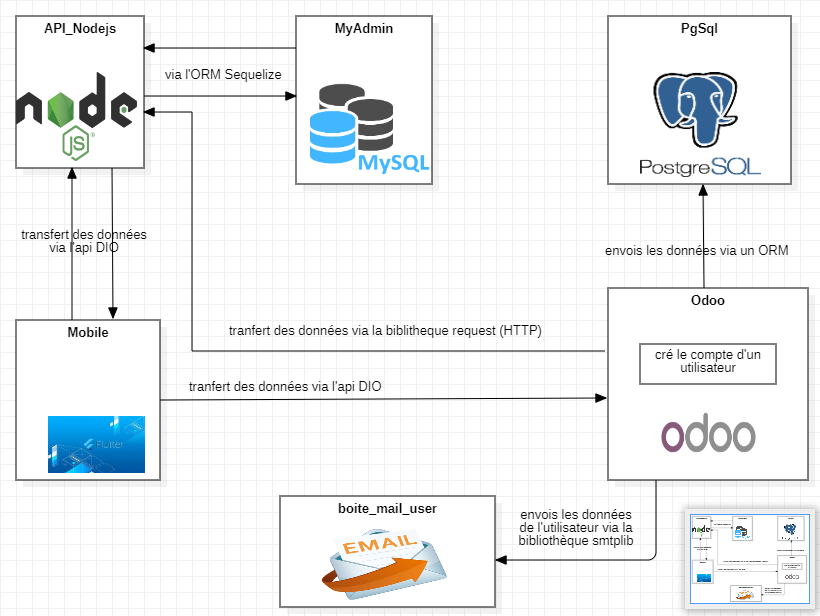 API_Nodejs
MyAdmin
PgSql
via l'ORM Sequelize
node
JS
MySQL
PostgreSQL
transfert des données
via l'api DIO
envois les données via un ORM
Odoo
Mobile
tranfert des données via la biblitheque request (HTTP)
cré le compte d'un
utilisateur
tranfert des données via l'api DIO
Flutter
odoo
boite_mail_user
envois les données
de l'utilisateur via la
bibliothèque smtplib
EMAIL